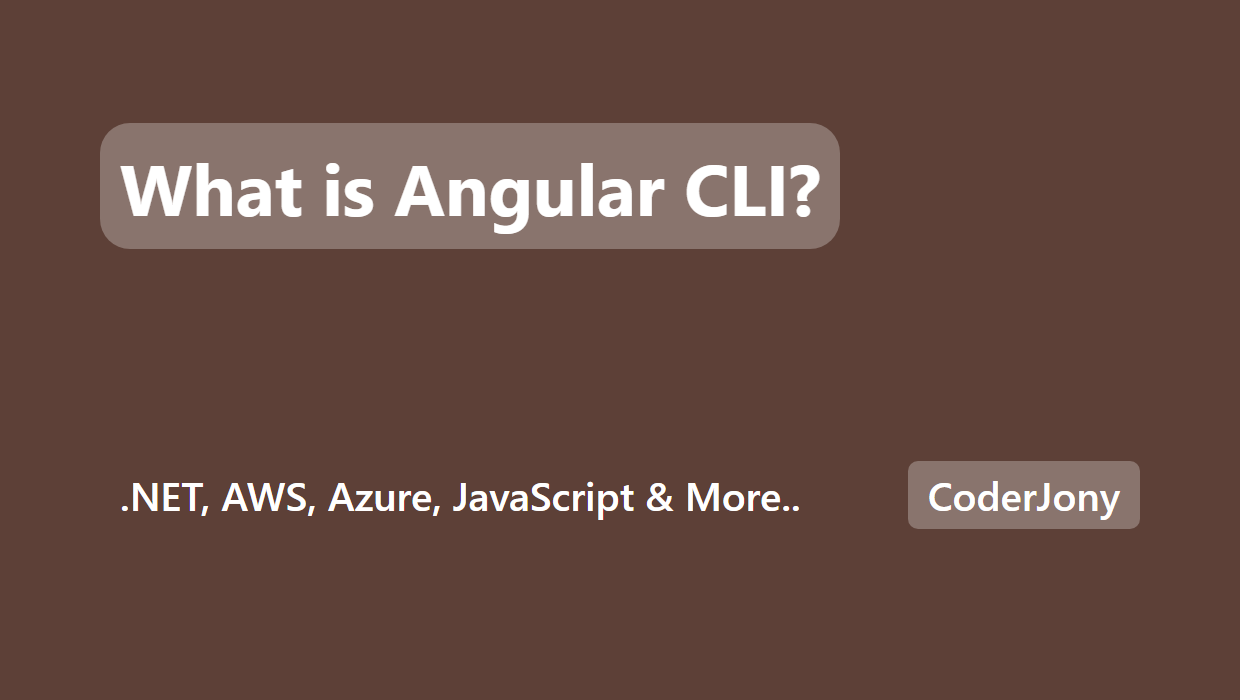 What is Angular CLI?
.NET, AWS, Azure, JavaScript & More..
CoderJony